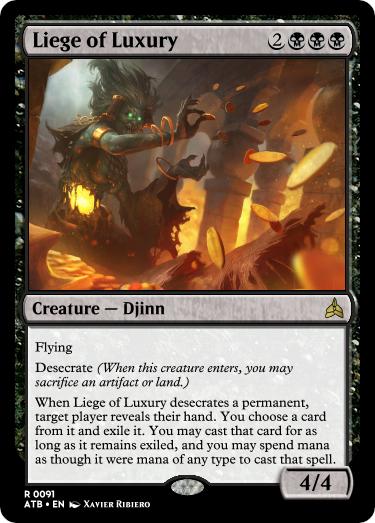 Liege of Luxury
2
Creature — Djinn
Flying
Desecrate (When this creature enters, you may
sacrifice an artifact or land.)
When Liege of Luxury desecrates a permanent,
target player reveals their hand. You choose a card
from it and exile it. You may cast that card for as
long as it remains exiled, and you may spend mana
as though it were mana of any type to cast that spell.
4/4
R 0091
ATB • EN Xavier Ribiero